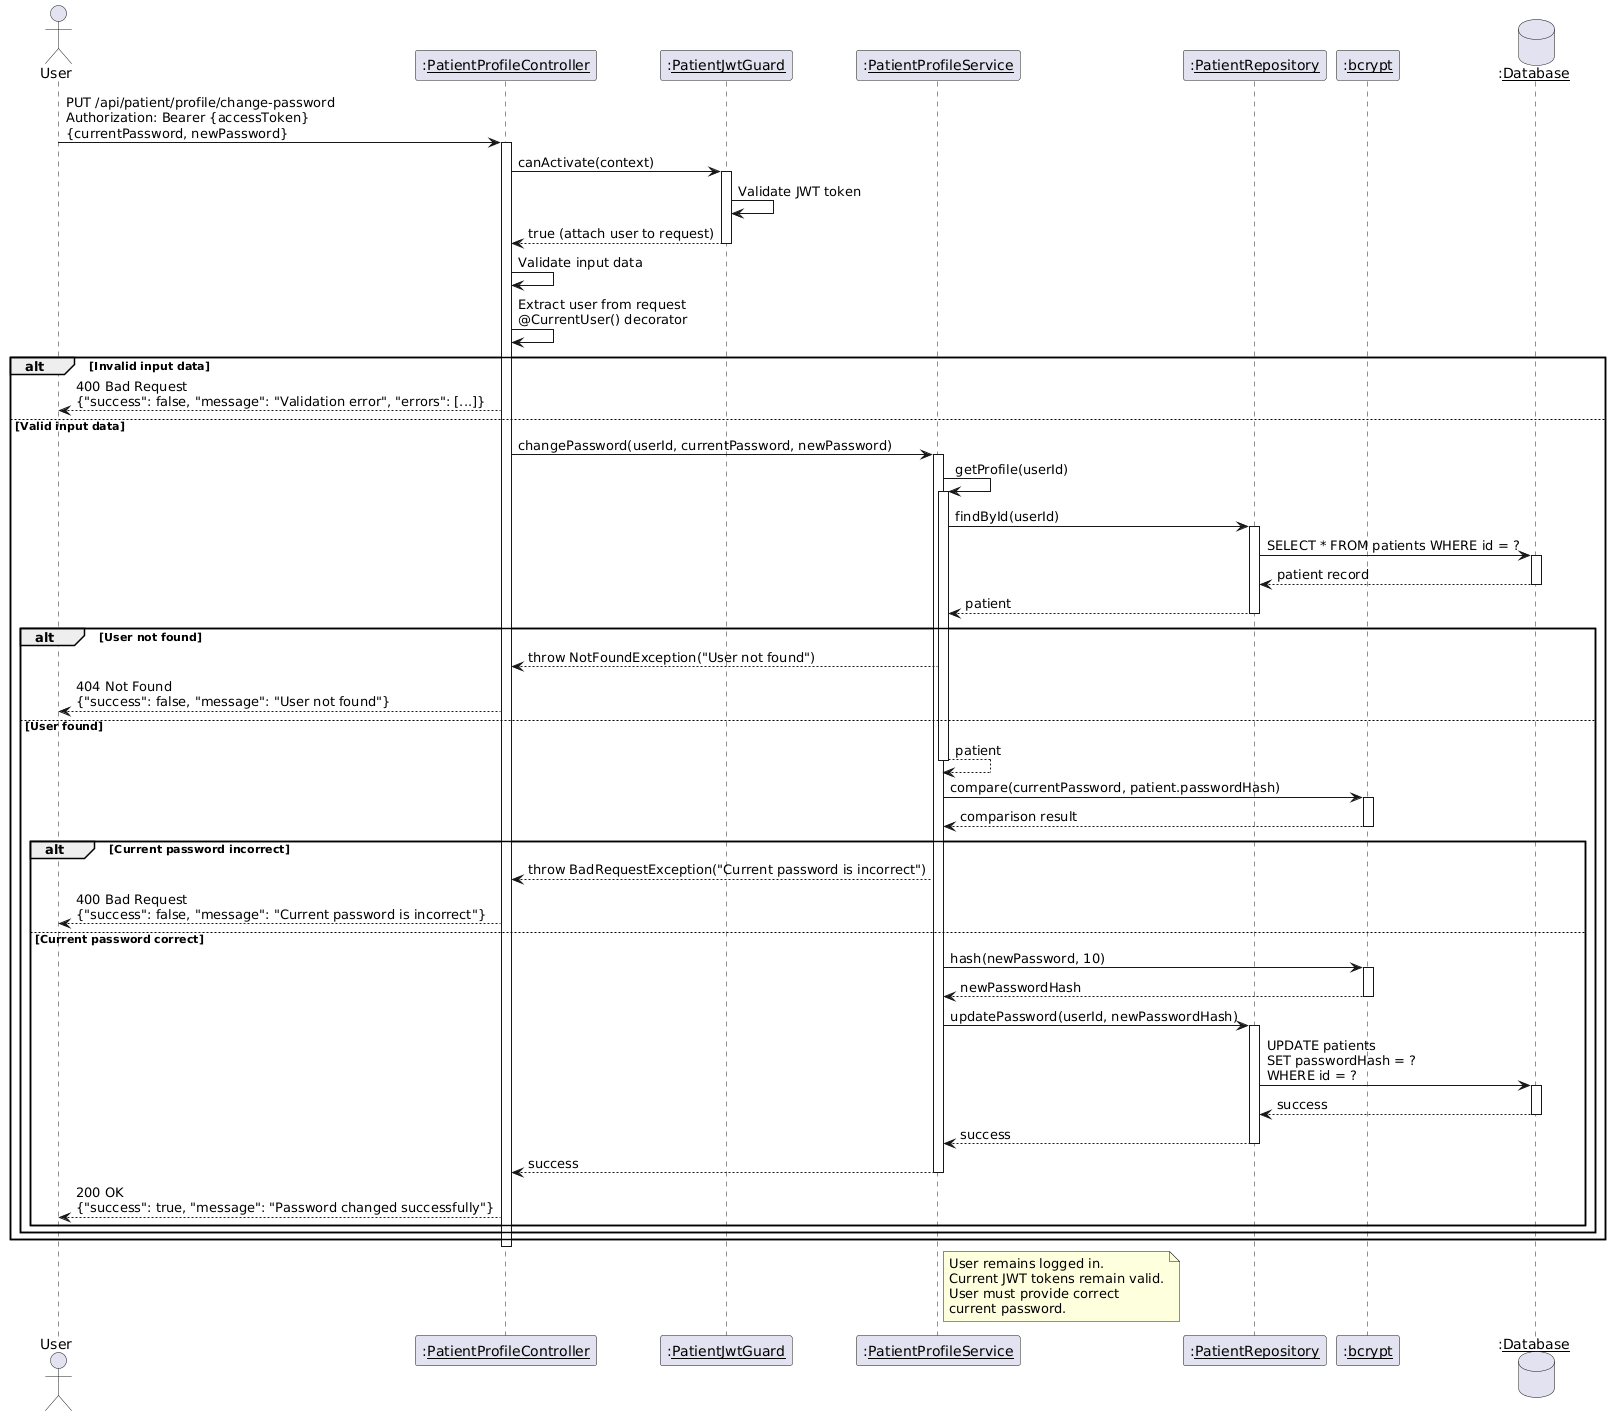 User
:PatientProfileController
:PatientJwtGuard
:PatientProfileService
:PatientRepository
:bcrypt
:Database
PUT /api/patient/profile/change-password
Authorization: Bearer {accessToken}
{currentPassword, newPassword}
canActivate(context)
Validate JWT token
true (attach user to request)
Validate input data
Extract user from request
@CurrentUser() decorator
alt [Invalid input data]
400 Bad Request
{"success": false, "message": "Validation error", "errors": [...]}
[Valid input data]
changePassword(userId, currentPassword, newPassword)
getProfile(userId)
findById(userId)
SELECT * FROM patients WHERE id = ?
patient record
patient
alt [User not found]
throw NotFoundException("User not found")
404 Not Found
{"success": false, "message": "User not found"}
[User found]
patient
compare(currentPassword, patient.passwordHash)
comparison result
alt [Current password incorrect]
throw BadRequestException("Current password is incorrect")
400 Bad Request
{"success": false, "message": "Current password is incorrect"}
[Current password correct]
hash(newPassword, 10)
newPasswordHash
updatePassword(userId, newPasswordHash)
UPDATE patients
SET passwordHash = ?
WHERE id = ?
success
success
success
200 OK
{"success": true, "message": "Password changed successfully"}
User remains logged in.
Current JWT tokens remain valid.
User must provide correct
current password.
User
:PatientProfileController
:PatientJwtGuard
:PatientProfileService
:PatientRepository
:bcrypt
:Database